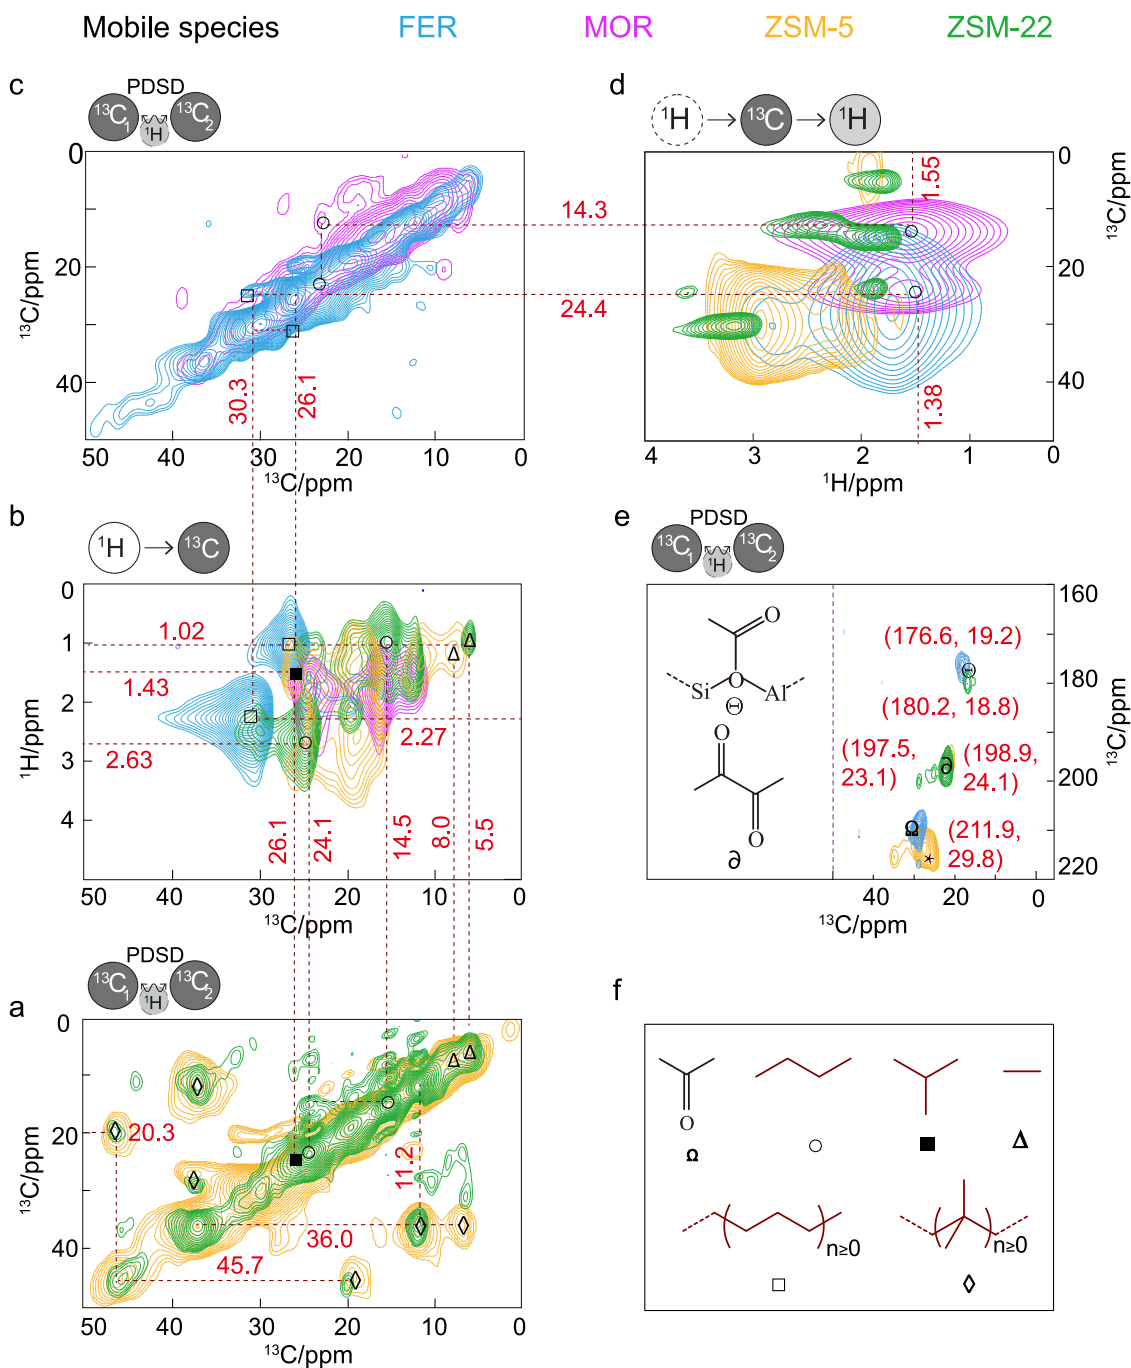 Mobile species FER MOR ZSM-5 ZSM-22
c
PDSD
13C1 1H 13C2
0
20
40
13C/ppm
50 40 30 20 10 0
13C/ppm
30.3
26.1
14.3
24.4
d
1H 13C 1H
0
20
40
13C/ppm
4 3 2 1 0
1H/ppm
1.55
1.38
b
1H 13C
0
1
2
3
4
1H/ppm
50 40 30 20 10 0
13C/ppm
1.02
1.43
2.63
2.27
26.1
24.1
14.5
8.0
5.5
e
PDSD
13C1 1H 13C2
160
180
200
220
13C/ppm
40 20 0
13C/ppm
O
Si O Al
Θ
O
O
∂
(176.6, 19.2)
Θ
(180.2, 18.8)
(197.5, 23.1)
∂
(198.9, 24.1)
Ω
(211.9, 29.8)
*
a
PDSD
13C1 1H 13C2
0
20
40
13C/ppm
50 40 30 20 10 0
13C/ppm
20.3
11.2
36.0
45.7
Δ Δ
f
O
Ω
Δ
n≥0
n≥0